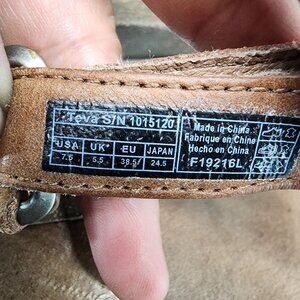 Teva S/N 1015120
USA UK EU JAPAN
7.5 5.5 38.5 24.5
Made in China
Fabriqué en Chine
Hecho en China
F19216L